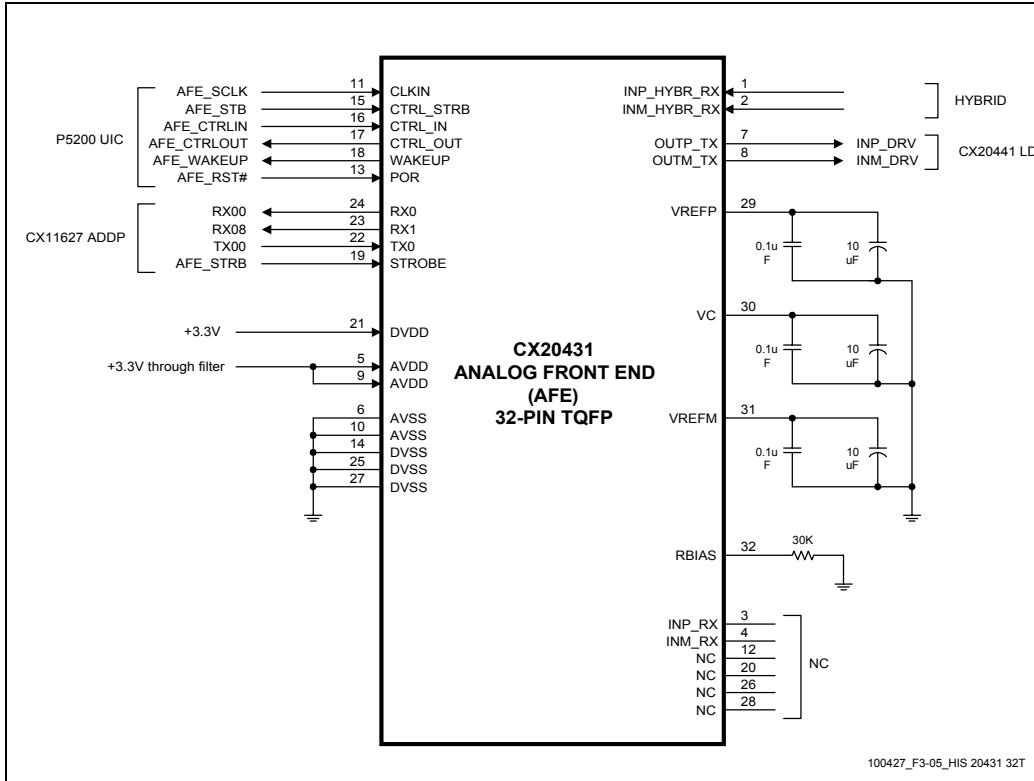 P5200 UIC
AFE_SCLK 11 CLKIN
AFE_STB 15 CTRL_STRB
AFE_CTRLIN 16 CTRL_IN
AFE_CTRLOUT 17 CTRL_OUT
AFE_WAKEUP 18 WAKEUP
AFE_RST# 13 POR
CX11627 ADDP
RX00 24 RX0
RX08 23 RX1
TX00 22 TX0
AFE_STRB 19 STROBE
+3.3V 21 DVDD
+3.3V through filter 5 AVDD
9 AVDD
6 AVSS
10 AVSS
14 DVSS
25 DVSS
27 DVSS
CX20431
ANALOG FRONT END
(AFE)
32-PIN TQFP
INP_HYBR_RX 1
INM_HYBR_RX 2
HYBRID
OUTP_TX 7 INP_DRV
OUTM_TX 8 INM_DRV
CX20441 LD
VREFP 29
0.1u
F
10
uF
VC 30
0.1u
F
10
uF
VREFM 31
0.1u
F
10
uF
RBIAS 32 30K
INP_RX 3
INM_RX 4
NC 12
NC 20
NC 26
NC 28
NC
100427_F3-05_HIS 20431 32T